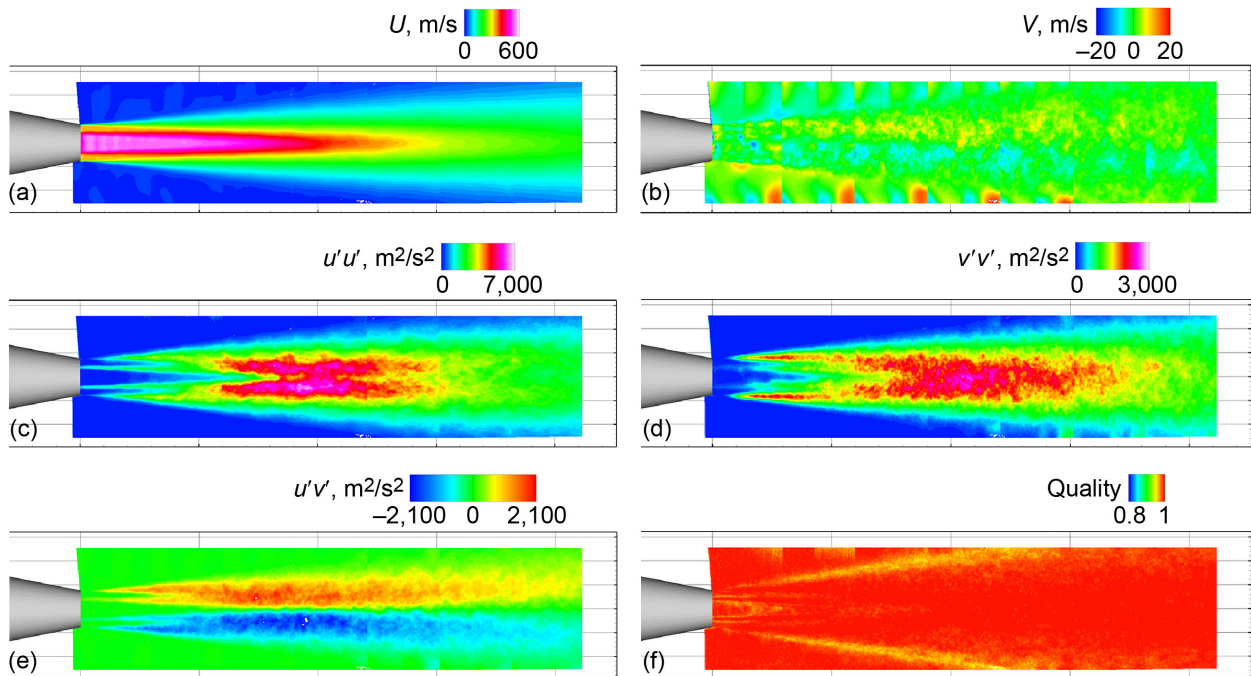 U, m/s
0 600
(a)
V, m/s
–20 0 20
(b)
u'u', m2/s2
0 7,000
(c)
v'v', m2/s2
0 3,000
(d)
u'v', m2/s2
–2,100 0 2,100
(e)
Quality
0.8 1
(f)